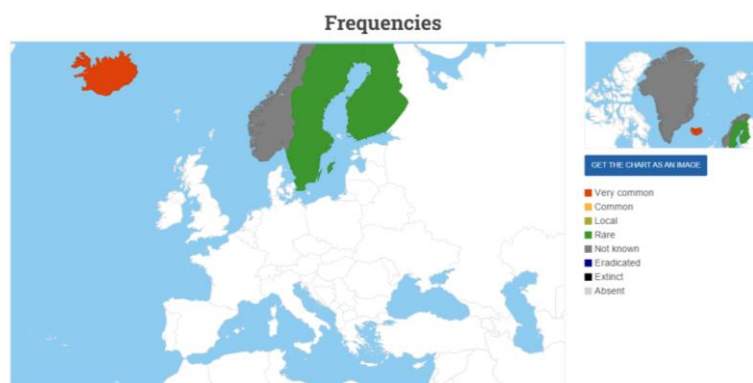 Frequencies
GET THE CHART AS AN IMAGE
Very common
Common
Local
Rare
Not known
Eradicated
Extinct
Absent